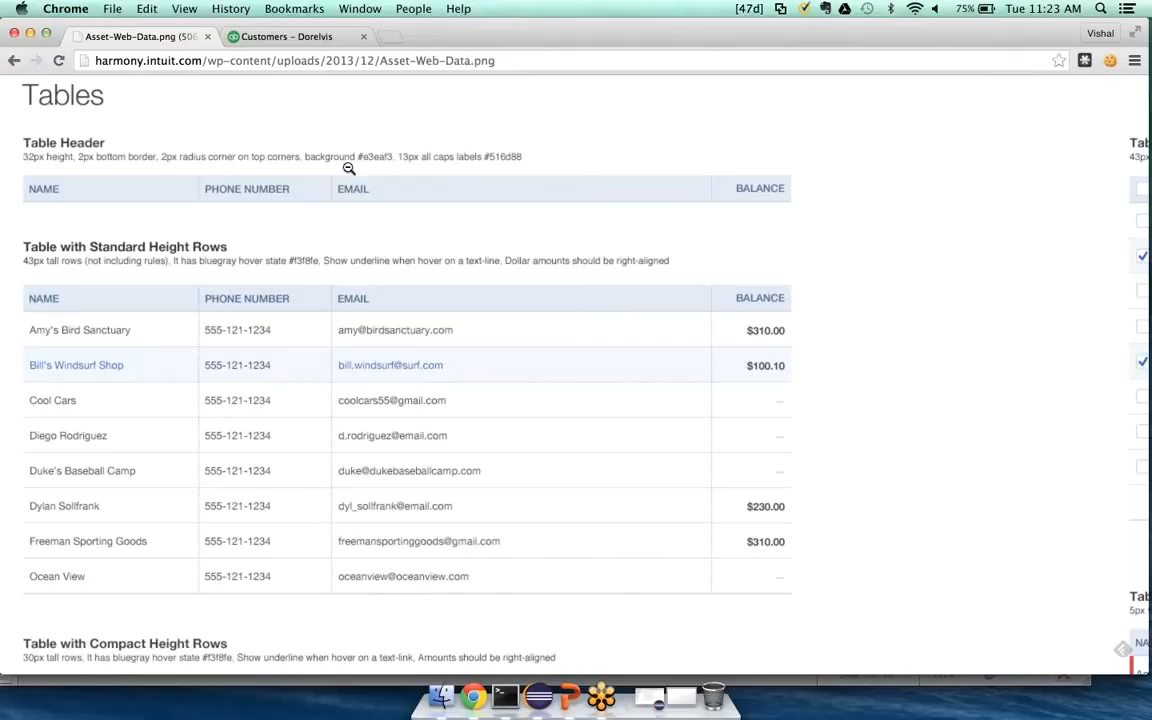 Chrome File Edit View History Bookmarks Window People Help [47d] 75% Tue 11:23 AM
Asset-Web-Data.png (506 Customers – Dorelvis Vishal
harmony.intuit.com/wp-content/uploads/2013/12/Asset-Web-Data.png
Tables
Table Header
32px height, 2px bottom border, 2px radius corner on top corners, background #e3eaf3, 13px all caps labels #516d88
43px
NAME PHONE NUMBER EMAIL BALANCE
Table with Standard Height Rows
43px tall rows (not including rules), It has bluegray hover state #f3f8fe, Show underline when hover on a text-line, Dollar amounts should be right-aligned
NAME PHONE NUMBER EMAIL BALANCE
Amy's Bird Sanctuary 555-121-1234 amy@birdsanctuary.com $310.00
Bill's Windsurf Shop 555-121-1234 bill.windsurf@surf.com $100.10
Cool Cars 555-121-1234 coolcars55@gmail.com ---
Diego Rodriguez 555-121-1234 d.rodriguez@email.com ---
Duke's Baseball Camp 555-121-1234 duke@dukebaseballcamp.com ---
Dylan Sollfrank 555-121-1234 dyl_sollfrank@email.com $230.00
Freeman Sporting Goods 555-121-1234 freemansportinggoods@gmail.com $310.00
Ocean View 555-121-1234 oceanview@oceanview.com ---
Table with Compact Height Rows
30px tall rows, It has bluegray hover state #f3f8fe, Show underline when hover on a text-link, Amounts should be right-aligned
5px
NA